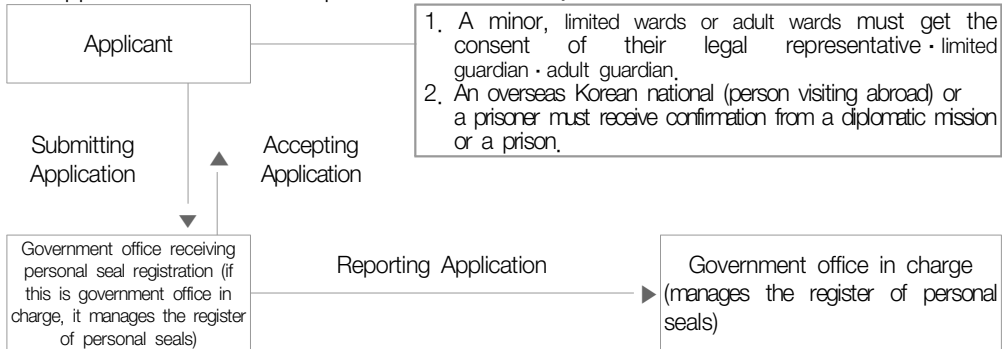 Applicant
1. A minor, limited wards or adult wards must get the
consent of their legal representative · limited
guardian · adult guardian.
2. An overseas Korean national (person visiting abroad) or
a prisoner must receive confirmation from a diplomatic mission
or a prison.
Submitting
Application
Accepting
Application
Government office receiving
personal seal registration (if
this is government office in
charge, it manages the register
of personal seals)
Reporting Application
Government office in charge
(manages the register of personal
seals)